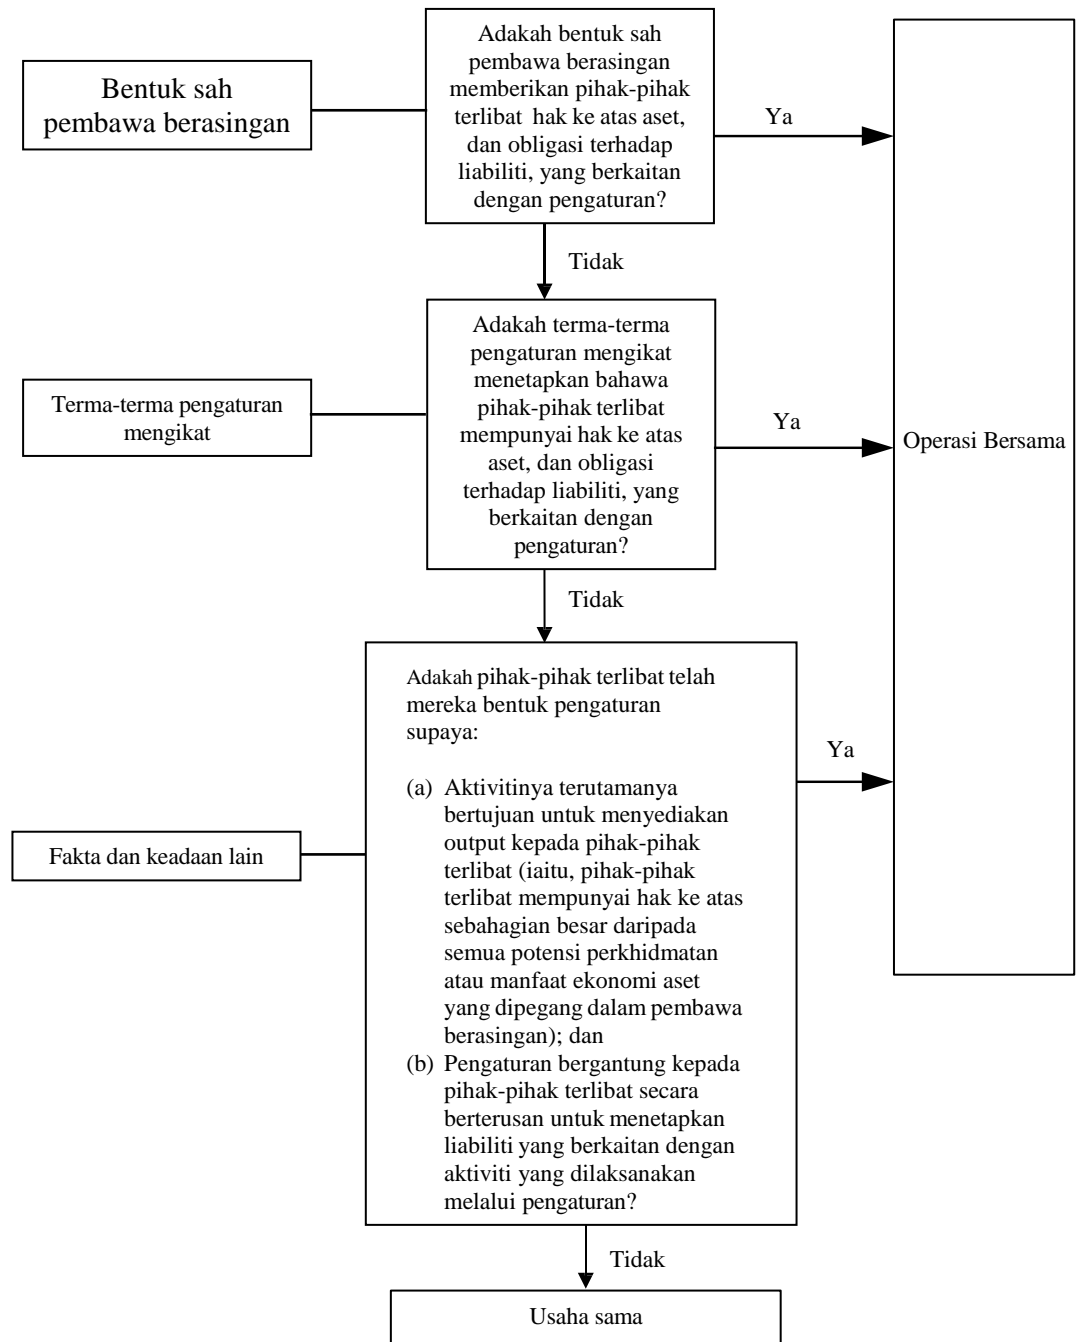 Bentuk sah
pembawa berasingan
Adakah bentuk sah
pembawa berasingan
memberikan pihak-pihak
terlibat hak ke atas aset,
dan obligasi terhadap
liabiliti, yang berkaitan
dengan pengaturan?
Ya
Tidak
Terma-terma pengaturan
mengikat
Adakah terma-terma
pengaturan mengikat
menetapkan bahawa
pihak-pihak terlibat
mempunyai hak ke atas
aset, dan obligasi
terhadap liabiliti, yang
berkaitan dengan
pengaturan?
Ya
Operasi Bersama
Tidak
Fakta dan keadaan lain
Adakah pihak-pihak terlibat telah
mereka bentuk pengaturan
supaya:
(a) Aktivitinya terutamanya
bertujuan untuk menyediakan
output kepada pihak-pihak
terlibat (iaitu, pihak-pihak
terlibat mempunyai hak ke atas
sebahagian besar daripada
semua potensi perkhidmatan
atau manfaat ekonomi aset
yang dipegang dalam pembawa
berasingan); dan
(b) Pengaturan bergantung kepada
pihak-pihak terlibat secara
berterusan untuk menetapkan
liabiliti yang berkaitan dengan
aktiviti yang dilaksanakan
melalui pengaturan?
Ya
Tidak
Usaha sama